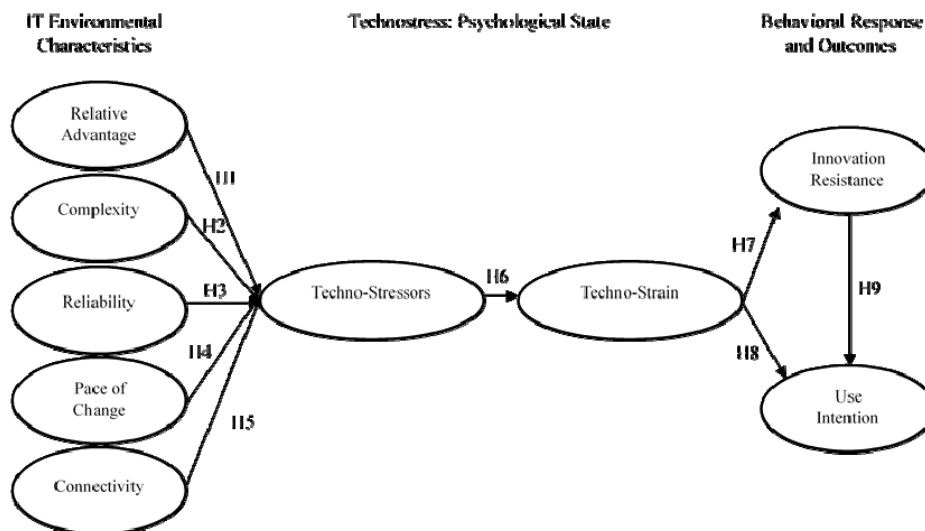 IT Environmental
Characteristics
Technostress: Psychological State
Behavioral Response
and Outcomes
Relative
Advantage
H1
Complexity
H2
Reliability
H3
Pace of
Change
H4
Connectivity
H5
Techno-Stressors
H6
Techno-Strain
H7
H8
Innovation
Resistance
H9
Use
Intention